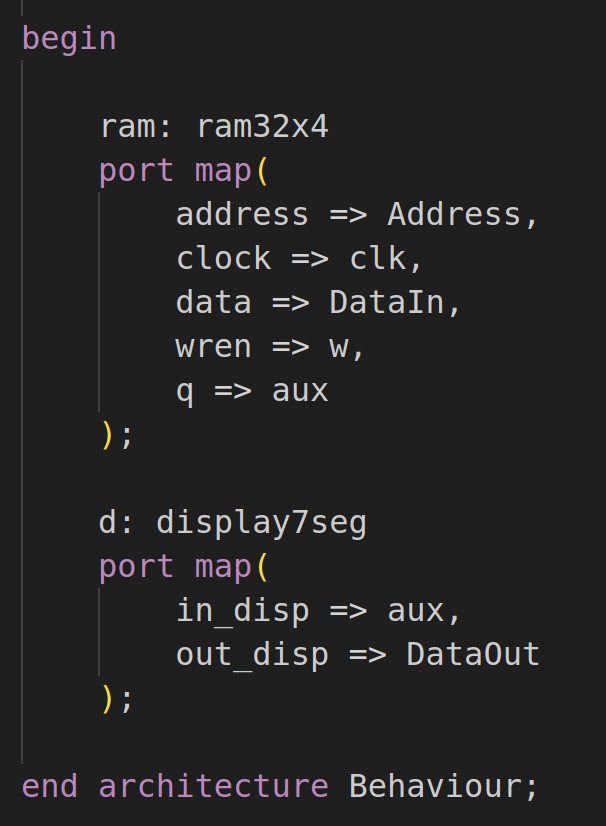 begin
ram: ram32x4
port map(
address => Address,
clock => clk,
data => DataIn,
wren => w,
q => aux
);
d: display7seg
port map(
in_disp => aux,
out_disp => DataOut
);
end architecture Behaviour;